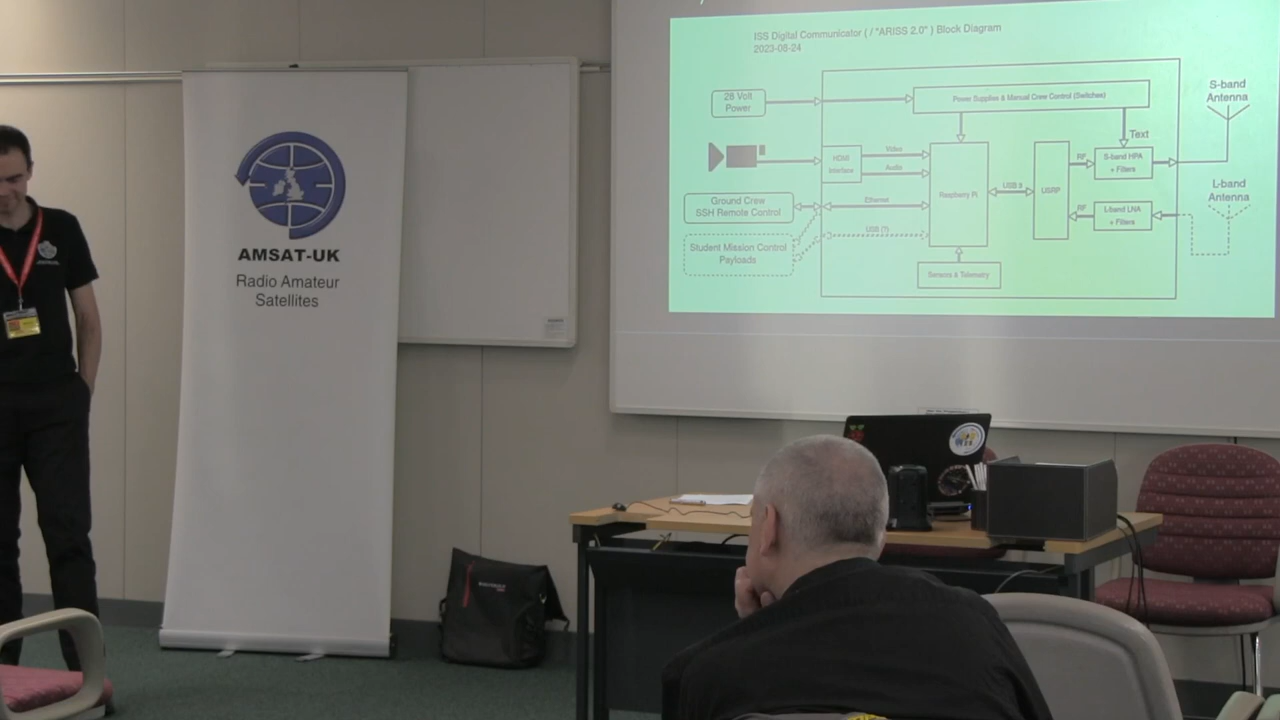 AMSAT-UK
Radio Amateur
Satellites
ISS Digital Communicator ( / "ARISS 2.0" ) Block Diagram
2023-08-24
28 Volt
Power
Power Supplies & Manual Crew Control (Switches)
S-band
Antenna
Text
HDMI
Interface
Video
Audio
Raspberry Pi
USB 3
USRP
RF
S-band HPA
+ Filters
Ground Crew
SSH Remote Control
Ethernet
RF
L-band LNA
+ Filters
L-band
Antenna
Student Mission Control
Payloads
USB (?)
Sensors & Telemetry